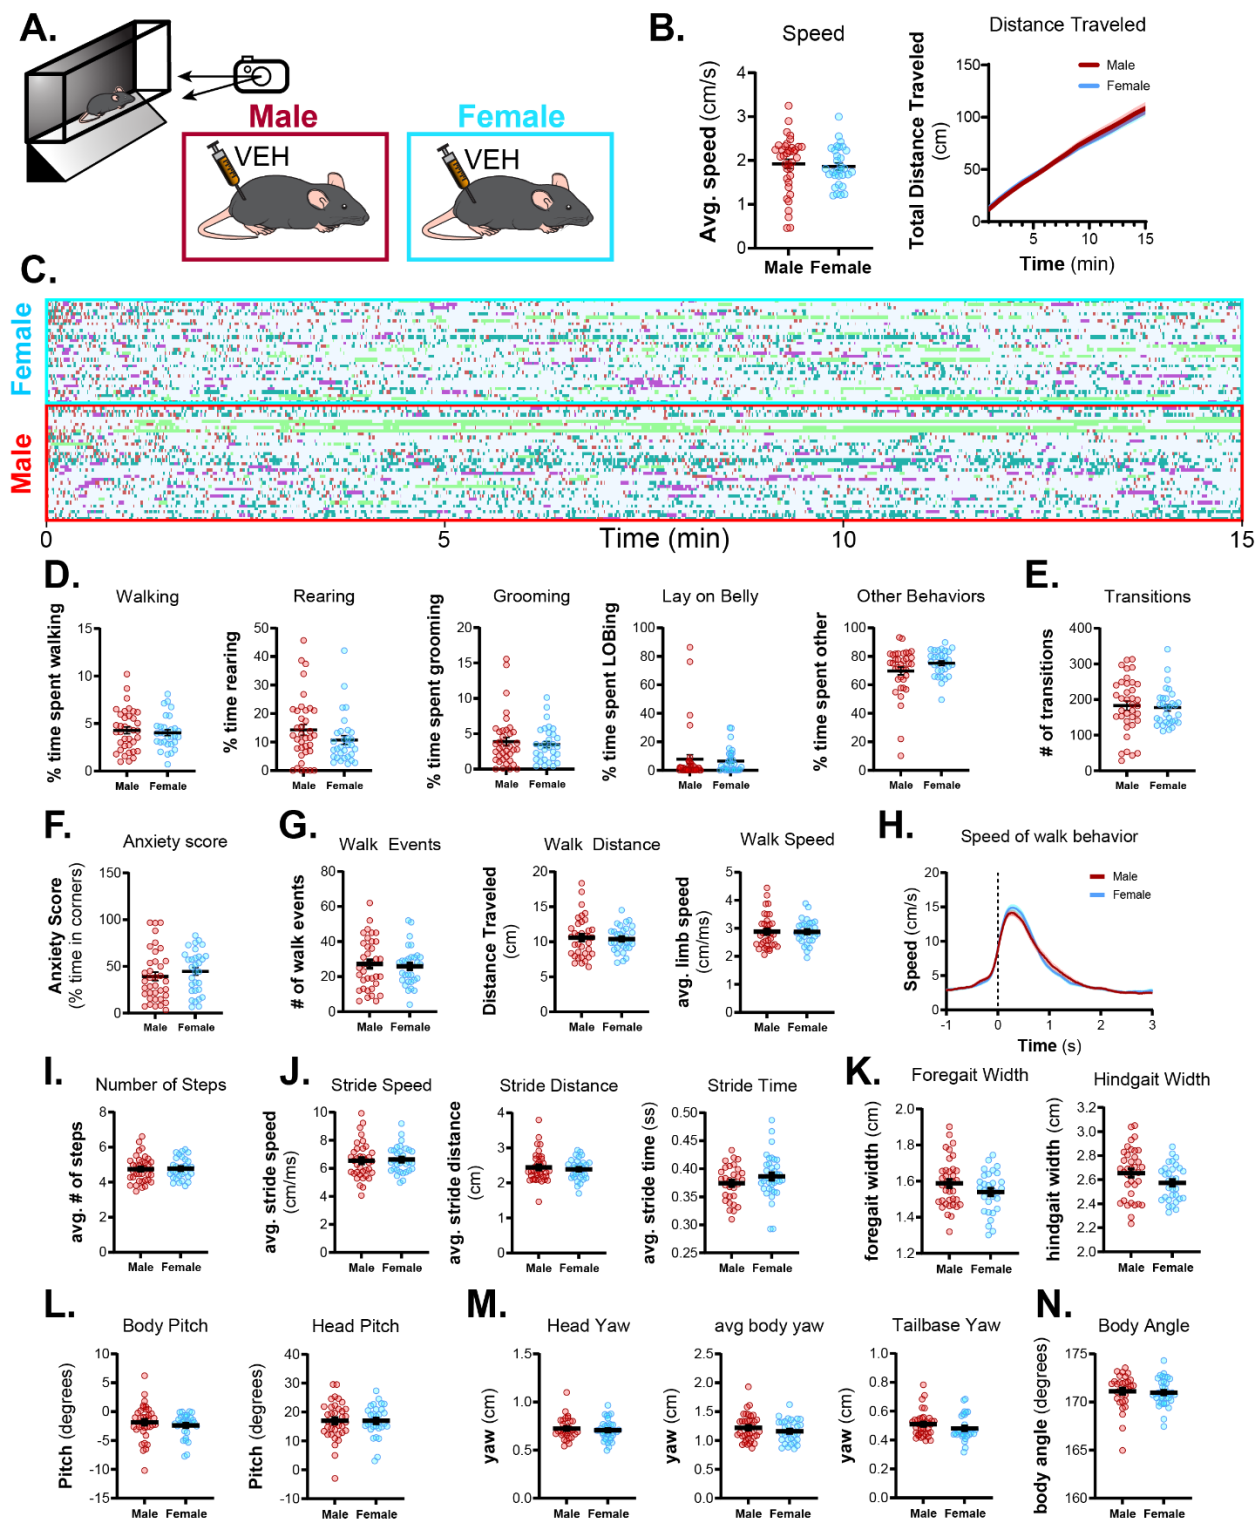 A.
Male
Female
VEH
VEH
B.
Speed
Avg. speed (cm/s)
4
3
2
1
0
Male Female
Distance Traveled
Total Distance Traveled
(cm)
150
100
50
0
Male
Female
5
10
15
Time (min)
C.
Female
Male
0
5
Time (min)
10
15
D.
Walking
% time spent walking
15
10
5
0
Male Female
Rearing
% time rearing
50
40
30
20
10
0
Male Female
Grooming
% time spent grooming
20
15
10
5
0
Male Female
Lay on Belly
% time spent LOBing
100
80
60
40
20
0
Male Female
Other Behaviors
% time spent other
100
80
60
40
20
0
Male Female
E.
Transitions
# of transitions
400
300
200
100
0
Male Female
F.
Anxiety score
Anxiety Score
(% time in corners)
150
100
50
0
Male Female
G.
Walk Events
# of walk events
80
60
40
20
0
Male Female
Walk Distance
Distance Traveled
(cm)
20
15
10
5
0
Male Female
Walk Speed
avg. limb speed
(cm/ms)
5
4
3
2
1
0
Male Female
H.
Speed of walk behavior
Speed (cm/s)
20
15
10
5
0
Male
Female
-1
0
1
2
3
Time (s)
I.
Number of Steps
avg. # of steps
8
6
4
2
0
Male Female
J.
Stride Speed
avg. stride speed
(cm/ms)
10
8
6
4
2
0
Male Female
Stride Distance
avg. stride distance
(cm)
4
3
2
1
0
Male Female
Stride Time
avg. stride time (ss)
0.50
0.45
0.40
0.35
0.30
0.25
Male Female
K.
Foregait Width
foregait width (cm)
2.0
1.8
1.6
1.4
1.2
Male Female
Hindgait Width
hindgait width (cm)
3.2
3.0
2.8
2.6
2.4
2.2
2.0
Male Female
L.
Body Pitch
Pitch (degrees)
10
5
0
-5
-10
-15
Male Female
Head Pitch
Pitch (degrees)
40
30
20
10
0
-10
Male Female
M.
Head Yaw
yaw (cm)
1.5
1.0
0.5
0.0
Male Female
avg body yaw
yaw (cm)
2.5
2.0
1.5
1.0
0.5
0.0
Male Female
Tailbase Yaw
yaw (cm)
1.0
0.8
0.6
0.4
0.2
0.0
Male Female
N.
Body Angle
body angle (degrees)
175
170
165
160
Male Female